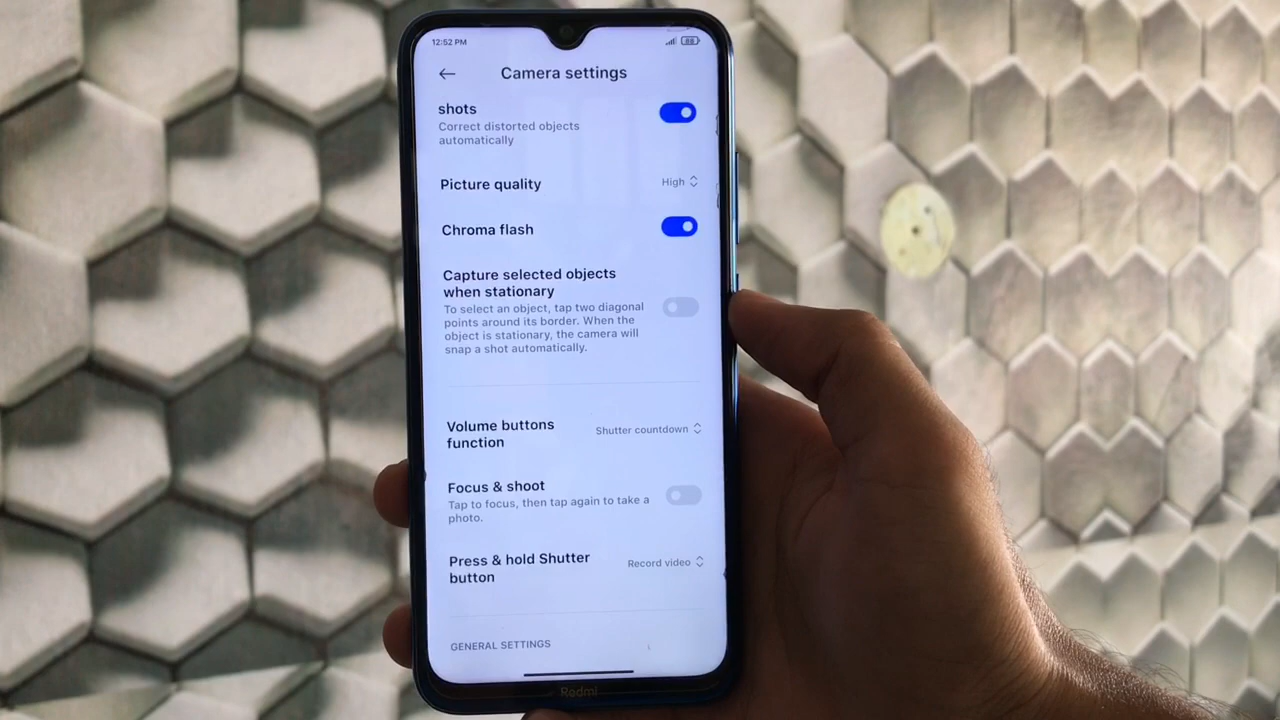 12:52 PM
88
Camera settings
shots
Correct distorted objects
automatically
Picture quality
High
Chroma flash
Capture selected objects
when stationary
To select an object, tap two diagonal
points around its border. When the
object is stationary, the camera will
snap a shot automatically.
Volume buttons
function
Shutter countdown
Focus & shoot
Tap to focus, then tap again to take a
photo.
Press & hold Shutter
button
Record video
GENERAL SETTINGS
Redmi